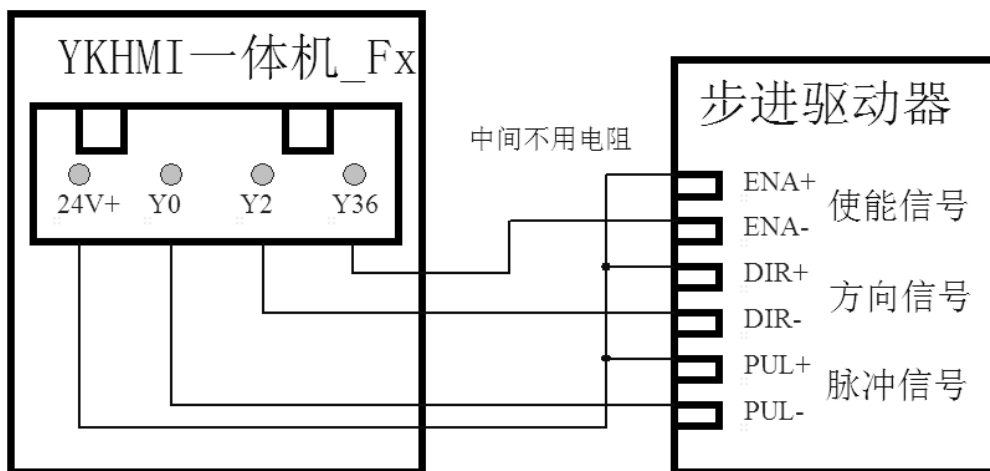 YKHMI一体机_Fx
步进驱动器
中间不用电阻
24V+ Y0 Y2 Y36
ENA+
使能信号
ENA-
DIR+
方向信号
DIR-
PUL+
脉冲信号
PUL-